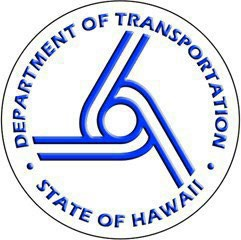 DEPARTMENT OF TRANSPORTATION
STATE OF HAWAII